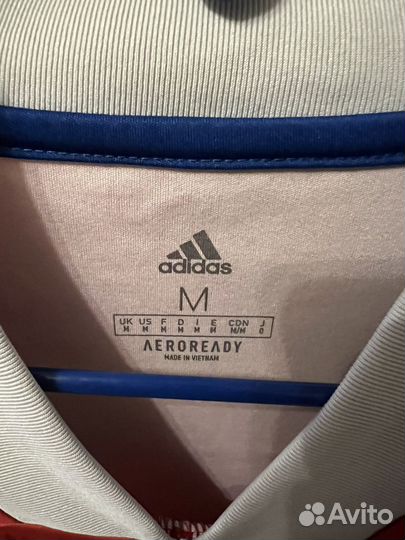 adidas
M
UK US F D I E CDN J
M M M M M M M/M O
AEROREADY
MADE IN VIETNAM
Avito